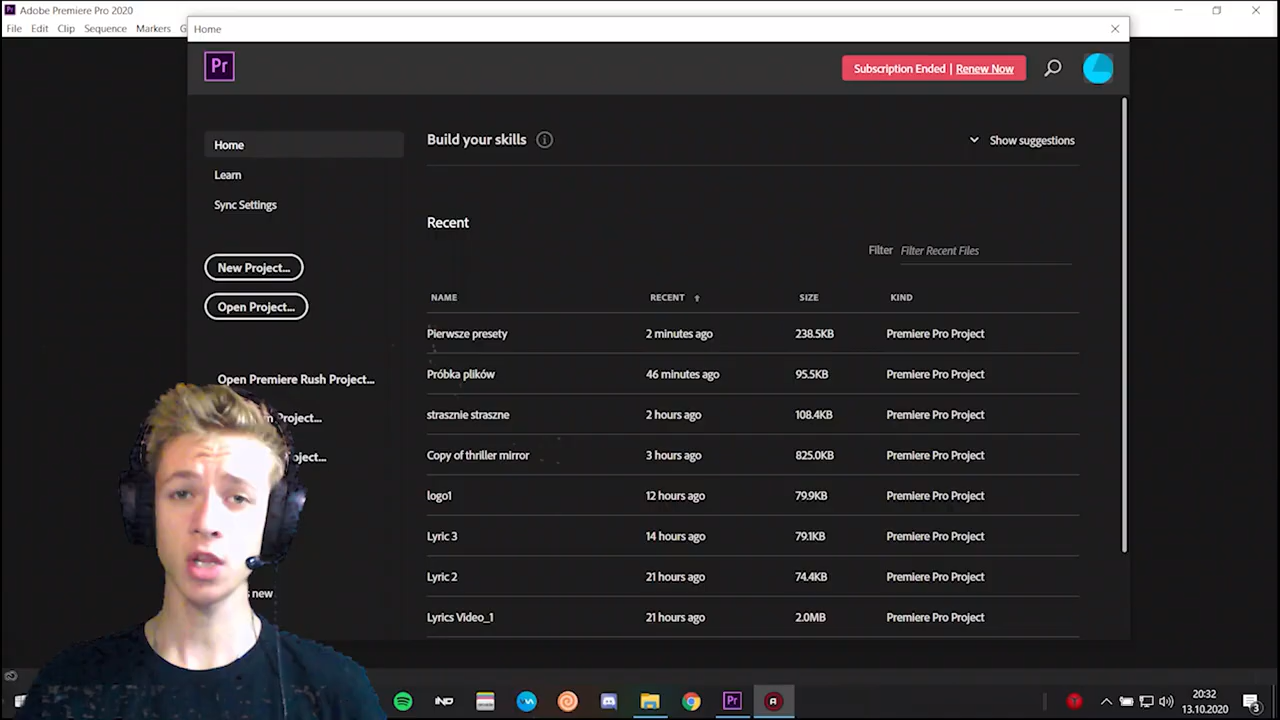 Adobe Premiere Pro 2020
File Edit Clip Sequence Markers G
Home
Pr
Subscription Ended | Renew Now
Home
Learn
Sync Settings
New Project...
Open Project...
Open Premiere Rush Project...
Project...
Project...
new
Build your skills
Show suggestions
Recent
Filter Filter Recent Files
NAME RECENT SIZE KIND
Pierwsze presety 2 minutes ago 238.5KB Premiere Pro Project
Próbka plików 46 minutes ago 95.5KB Premiere Pro Project
strasznie straszne 2 hours ago 108.4KB Premiere Pro Project
Copy of thriller mirror 3 hours ago 825.0KB Premiere Pro Project
logo1 12 hours ago 79.9KB Premiere Pro Project
Lyric 3 14 hours ago 79.1KB Premiere Pro Project
Lyric 2 21 hours ago 74.4KB Premiere Pro Project
Lyrics Video_1 21 hours ago 2.0MB Premiere Pro Project
Pr
20:32
13.10.2020
3